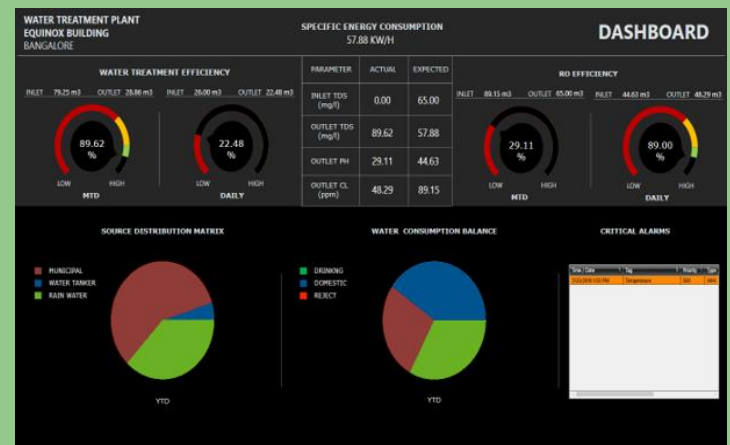 WATER TREATMENT PLANT
EQUINOX BUILDING
BANGALORE
SPECIFIC ENERGY CONSUMPTION
57.88 KW/H
DASHBOARD
WATER TREATMENT EFFICIENCY
INLET 79.25 m3 OUTLET 28.86 m3 INLET 26.00 m3 OUTLET 22.48 m3
89.62
%
LOW HIGH
MTD
22.48
%
LOW HIGH
DAILY
PARAMETER ACTUAL EXPECTED
INLET TDS
(mg/l) 0.00 65.00
OUTLET TDS
(mg/l) 89.62 57.88
OUTLET PH 29.11 44.63
OUTLET CL
(ppm) 48.29 89.15
RO EFFICIENCY
INLET 89.15 m3 OUTLET 65.00 m3 INLET 44.63 m3 OUTLET 48.29 m3
29.11
%
LOW HIGH
MTD
89.00
%
LOW HIGH
DAILY
SOURCE DISTRIBUTION MATRIX
MUNICIPAL
WATER TANKER
RAIN WATER
YTD
WATER CONSUMPTION BALANCE
DRINKNG
DOMESTIC
REJECT
YTD
CRITICAL ALARMS
Time / Date Tag Priority Type
Temperature